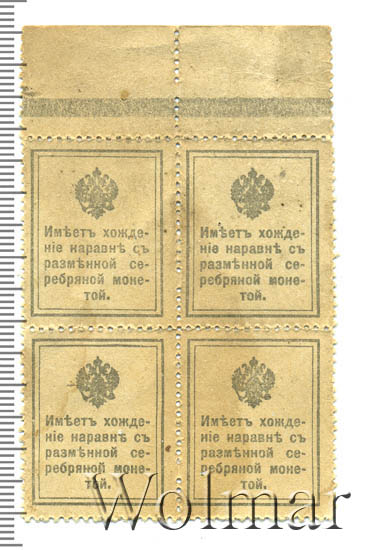 Имѣетъ хожде-
ніе наравнѣ съ
размѣнной се-
ребряной моне-
той.
Имѣетъ хожде-
ніе наравнѣ съ
размѣнной се-
ребряной моне-
той.
Имѣетъ хожде-
ніе наравнѣ съ
размѣнной се-
ребряной моне-
той.
Имѣетъ хожде-
ніе наравнѣ съ
размѣнной се-
ребряной моне-
той.
Wolmar